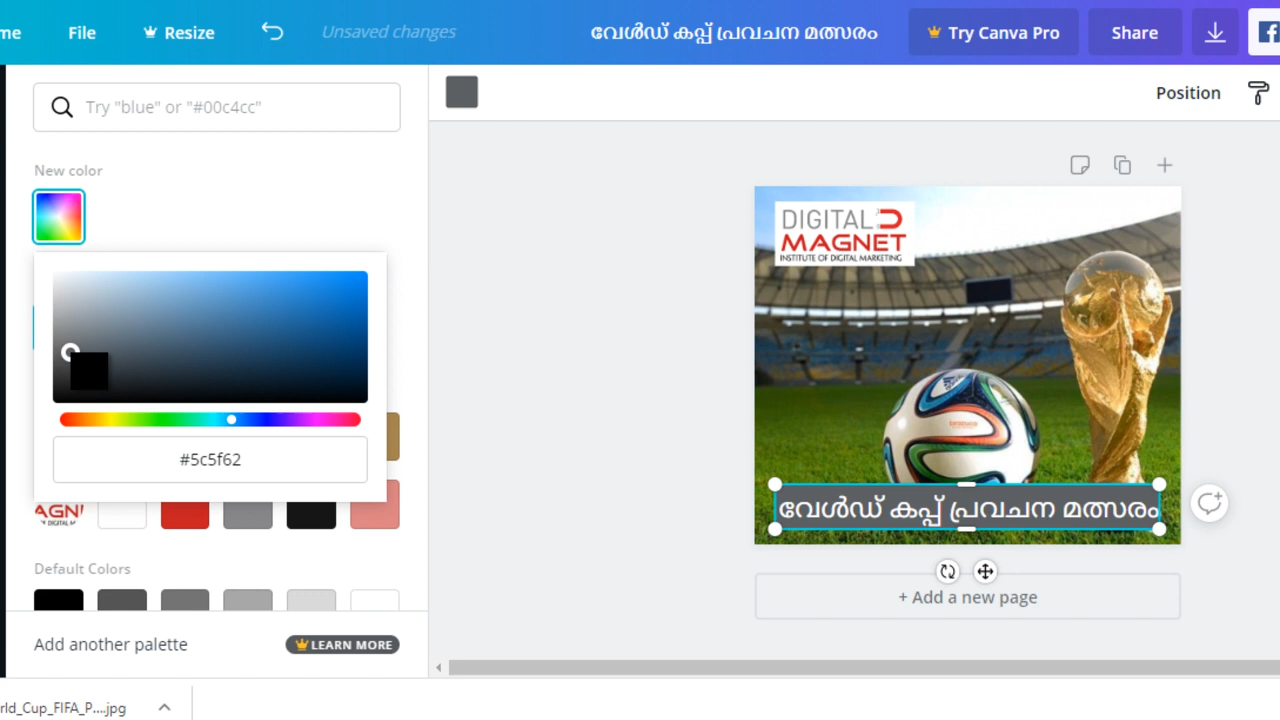 File
Resize
Unsaved changes
വേൾഡ് കപ്പ് പ്രവചന മത്സരം
Try Canva Pro
Share
Try "blue" or "#00c4cc"
Position
New color
DIGITAL
MAGNET
INSTITUTE OF DIGITAL MARKETING
#5c5f62
വേൾഡ് കപ്പ് പ്രവചന മത്സരം
Default Colors
+ Add a new page
Add another palette
LEARN MORE
rld_Cup_FIFA_P....jpg